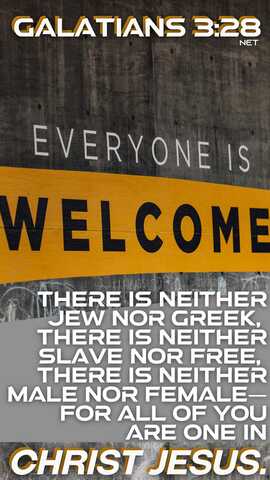 GALATIANS 3:28
NET
EVERYONE IS
WELCOME
THERE IS NEITHER
JEW NOR GREEK,
THERE IS NEITHER
SLAVE NOR FREE,
THERE IS NEITHER
MALE NOR FEMALE—
FOR ALL OF YOU
ARE ONE IN
CHRIST JESUS.